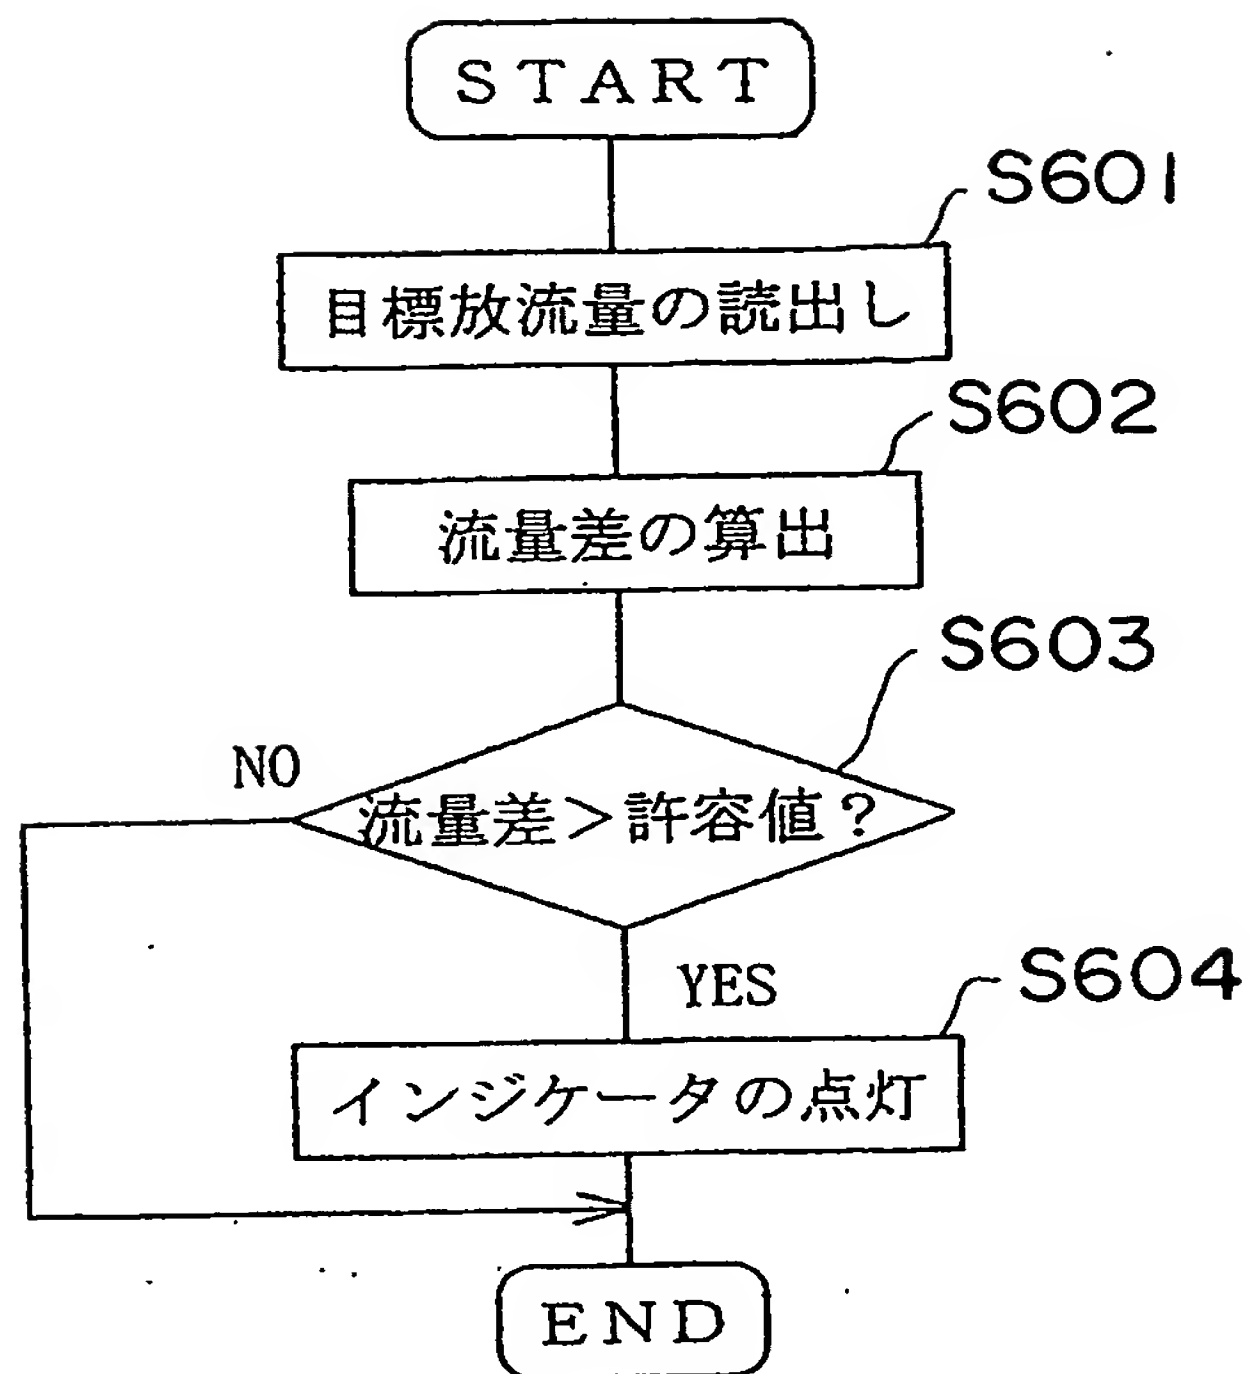 START
S601
目標放流量の読出し
S602
流量差の算出
S603
NO
流量差>許容値?
YES
S604
インジケータの点灯
END